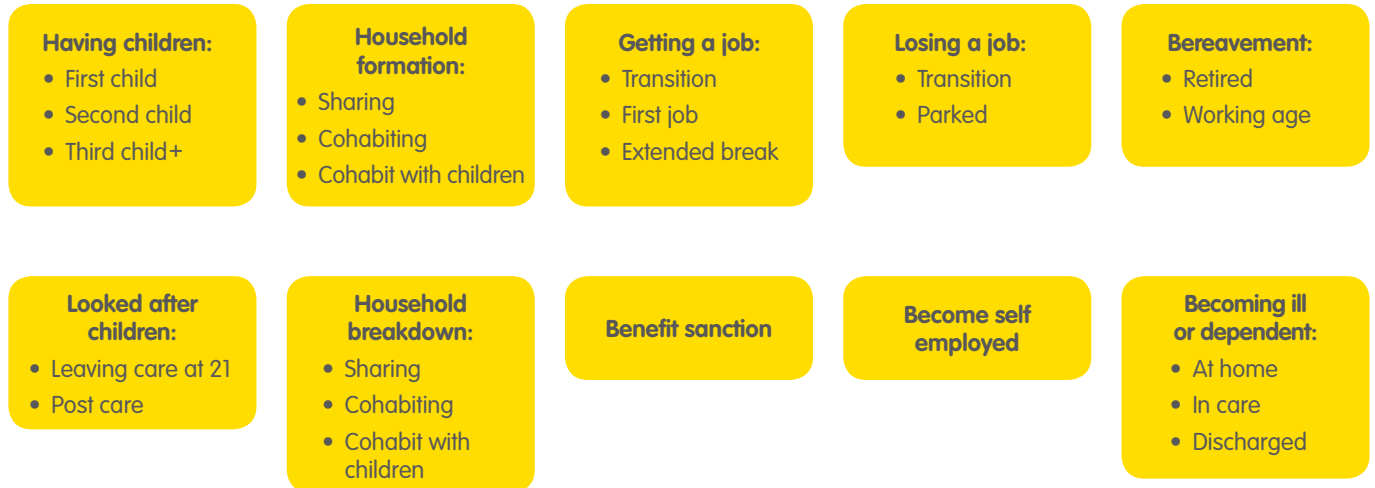 Having children:
• First child
• Second child
• Third child+
Household
formation:
• Sharing
• Cohabiting
• Cohabit with children
Getting a job:
• Transition
• First job
• Extended break
Losing a job:
• Transition
• Parked
Bereavement:
• Retired
• Working age
Looked after
children:
• Leaving care at 21
• Post care
Household
breakdown:
• Sharing
• Cohabiting
• Cohabit with
children
Benefit sanction
Become self
employed
Becoming ill
or dependent:
• At home
• In care
• Discharged